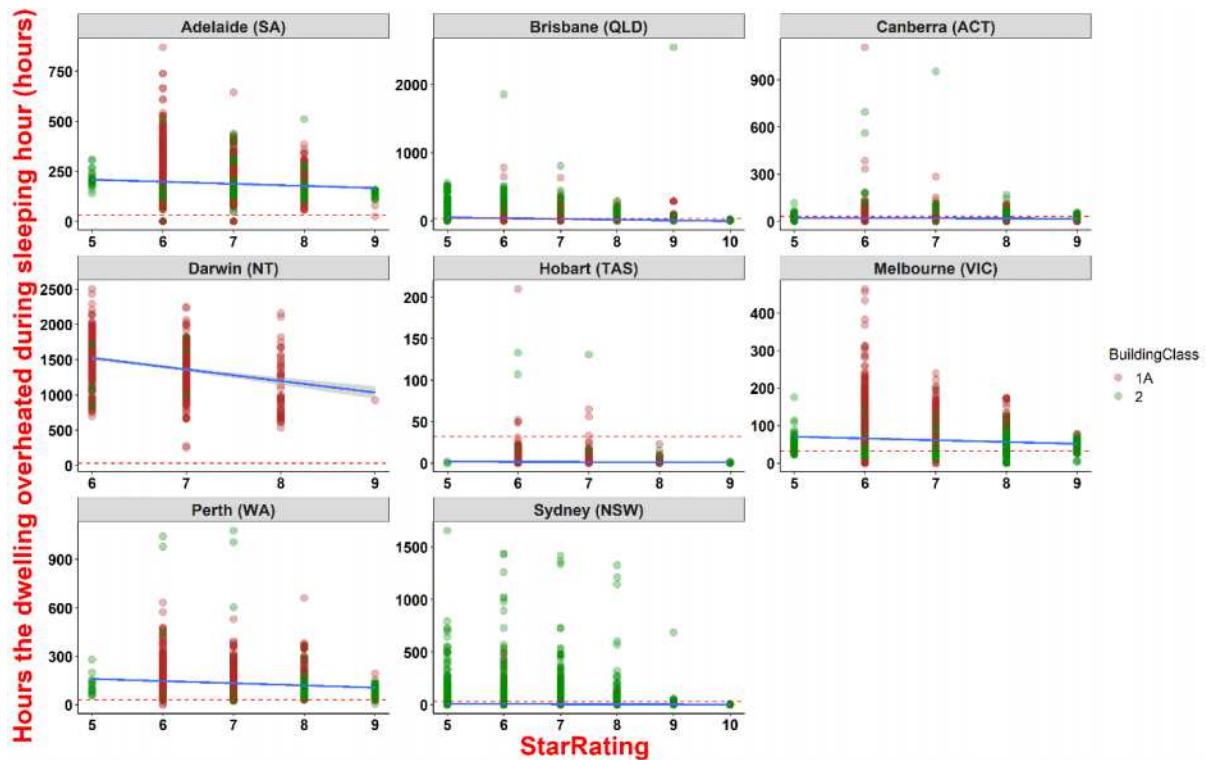 Hours the dwelling overheated during sleeping hour (hours)
Adelaide (SA)
750
500
250
0
5 6 7 8 9
Brisbane (QLD)
2000
1000
0
5 6 7 8 9 10
Canberra (ACT)
900
600
300
0
5 6 7 8 9
Darwin (NT)
2500
2000
1500
1000
500
0
6 7 8 9
Hobart (TAS)
200
150
100
50
0
5 6 7 8 9 10
Melbourne (VIC)
400
300
200
100
0
5 6 7 8 9
Perth (WA)
900
600
300
0
5 6 7 8 9
Sydney (NSW)
1500
1000
500
0
5 6 7 8 9 10
StarRating
BuildingClass
1A
2